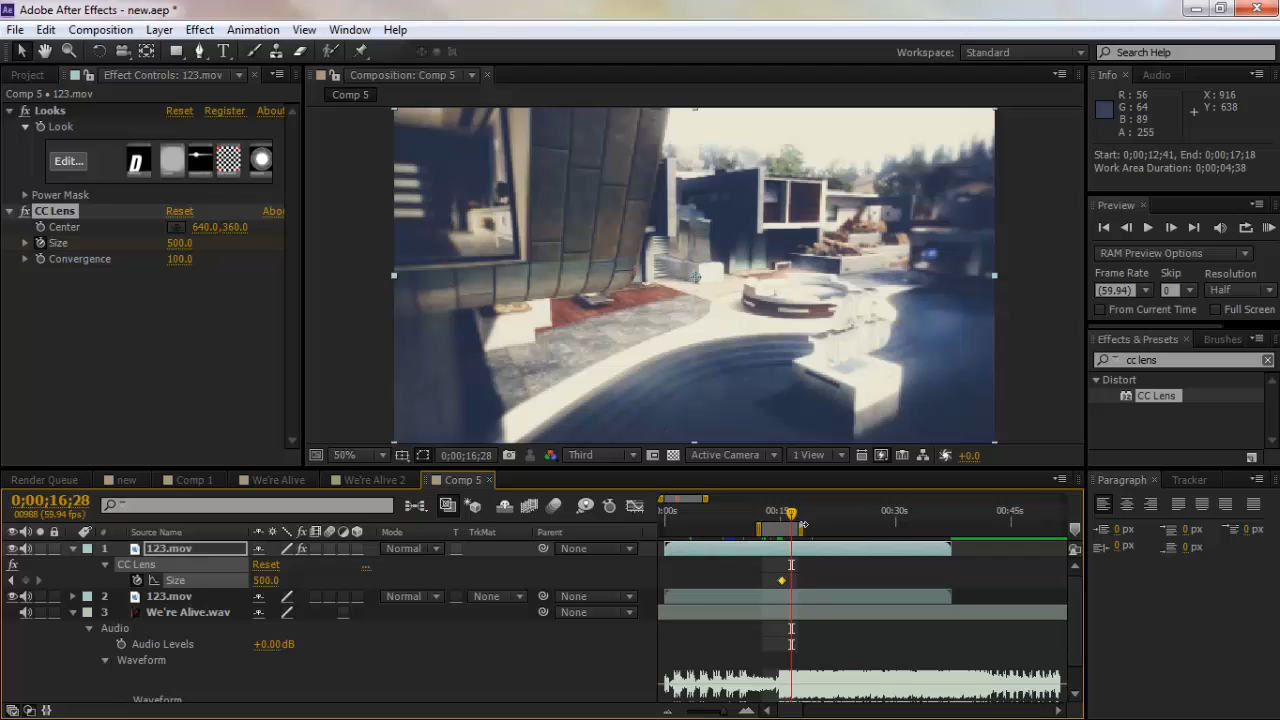 Adobe After Effects - new.aep *
File Edit Composition Layer Effect Animation View Window Help
Workspace: Standard Search Help
Project Effect Controls: 123.mov Composition: Comp 5 Info Audio
Comp 5 • 123.mov Comp 5
Looks Reset Register About
Look
Edit...
Power Mask
CC Lens Reset Abou
Center 640.0,360.0
Size 500.0
Convergence 100.0
R: 56 X: 916
G: 64 Y: 638
B: 89
A: 255
Start: 0;00;12;41, End: 0;00;17;18
Work Area Duration: 0;00;04;38
Preview
RAM Preview Options
Frame Rate Skip Resolution
(59.94) 0 Half
From Current Time Full Screen
Effects & Presets Brushes
cc lens
Distort
CC Lens
50% 0;00;16;28 Third Active Camera 1 View +0.0
Render Queue new Comp 1 We're Alive We're Alive 2 Comp 5
Paragraph Tracker
0;00;16;28
00988 (59.94 fps)
:00s 00:15s 00:30s 00:45s
# Source Name Mode T TrkMat Parent
1 123.mov Normal None
CC Lens Reset ...
Size 500.0
2 123.mov Normal None None
3 We're Alive.wav None
Audio
Audio Levels +0.00dB
Waveform
Waveform
0 px 0 px
0 px 0 px
0 px